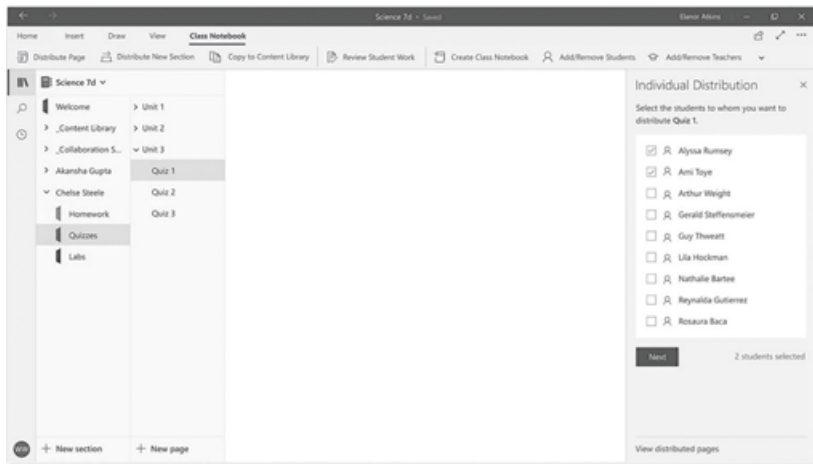 Science 7d - Saved
Elanor Atkins
Home Insert Draw View Class Notebook
Distribute Page Distribute New Section Copy to Content Library Review Student Work Create Class Notebook Add/Remove Students Add/Remove Teachers
Science 7d
Welcome
_Content Library
_Collaboration S...
Akansha Gupta
Chelse Steele
Homework
Quizzes
Labs
New section
Unit 1
Unit 2
Unit 3
Quiz 1
Quiz 2
Quiz 3
New page
Individual Distribution
Select the students to whom you want to
distribute Quiz 1.
Alyssa Rumsey
Ami Toye
Arthur Weight
Gerald Steffensmeier
Guy Thweatt
Lila Hockman
Nathalie Bartee
Reynalda Gutierrez
Rosaura Baca
Next 2 students selected
View distributed pages
WW